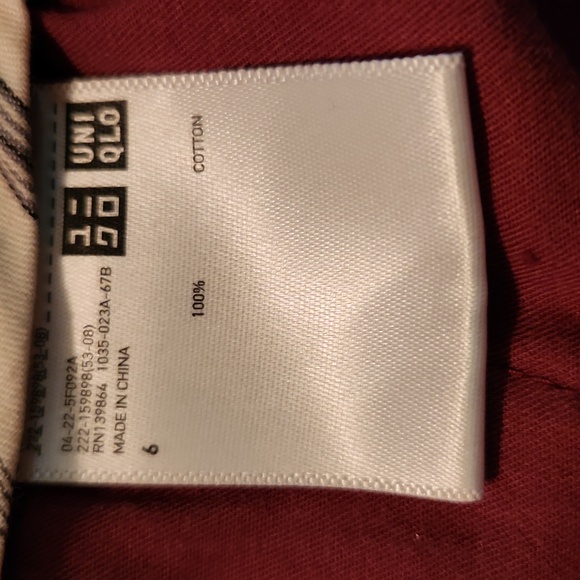 UNI
QLO
ユニ
クロ
04-22-5F092A
222-159898(53-08)
RN139864 1035-023A-67B
MADE IN CHINA
6
100% COTTON